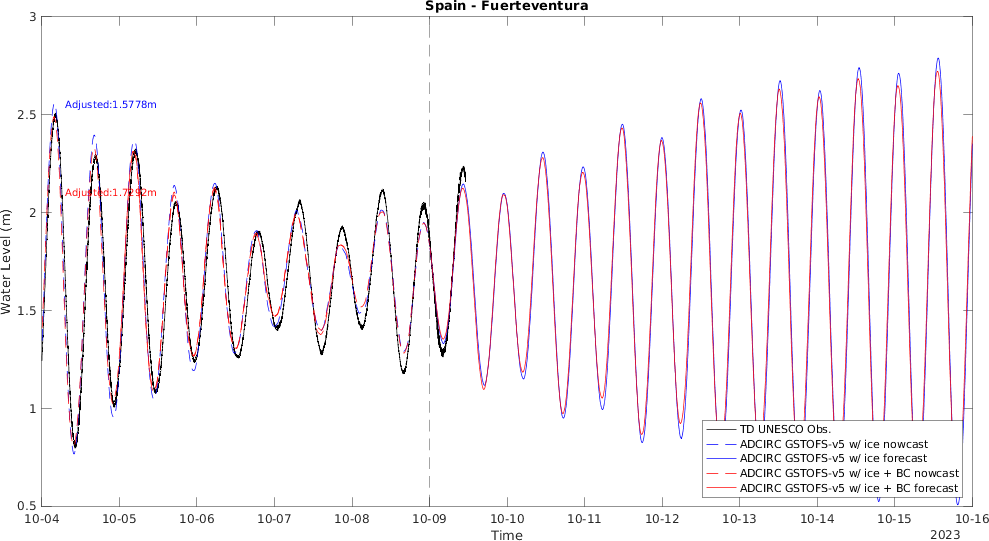 Spain - Fuerteventura
3
2.5
2
1.5
1
0.5
Water Level (m)
Adjusted:1.5778m
Adjusted:1.7292m
TD UNESCO Obs.
ADCIRC GSTOFS-v5 w/ ice nowcast
ADCIRC GSTOFS-v5 w/ ice forecast
ADCIRC GSTOFS-v5 w/ ice + BC nowcast
ADCIRC GSTOFS-v5 w/ ice + BC forecast
10-04 10-05 10-06 10-07 10-08 10-09 10-10 10-11 10-12 10-13 10-14 10-15 10-16
Time
2023